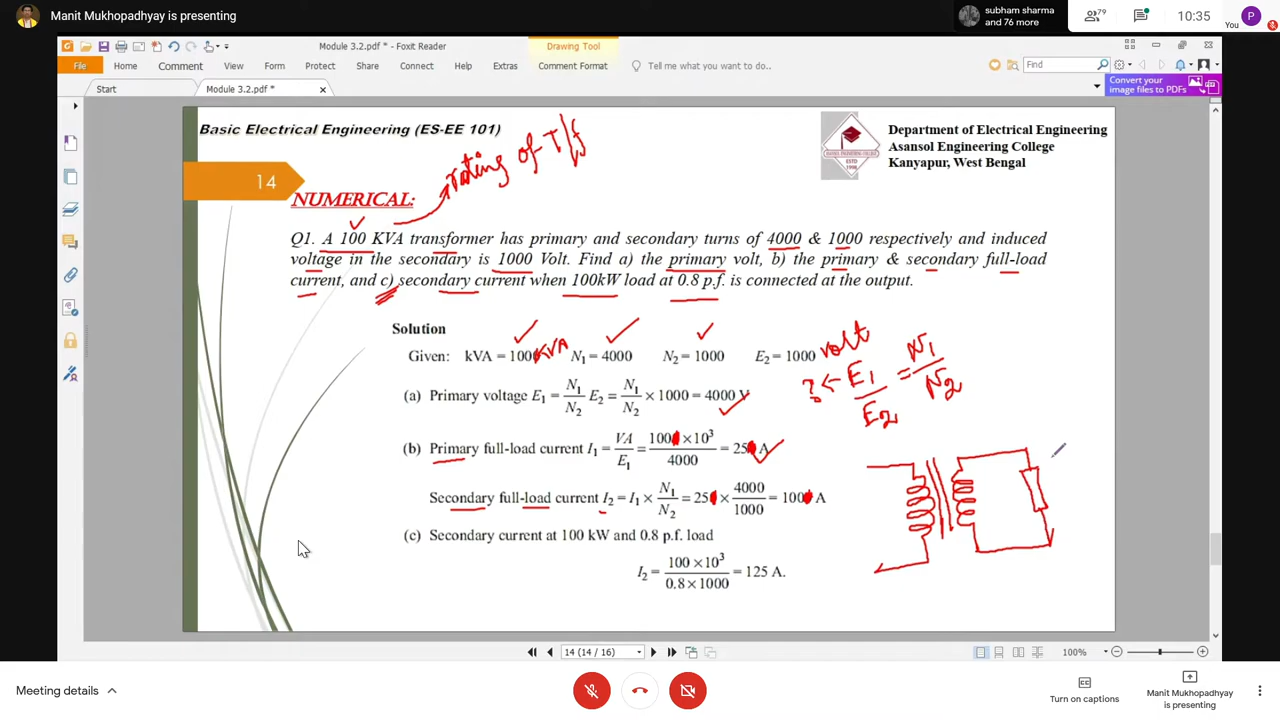 Manit Mukhopadhyay is presenting
subham sharma
and 76 more
79
10:35
P
You
Module 3.2.pdf * - Foxit Reader
Drawing Tool
File
Home
Comment
View
Form
Protect
Share
Connect
Help
Extras
Comment Format
Tell me what you want to do...
Find
Start
Module 3.2.pdf *
Convert your
image files to PDFs
Basic Electrical Engineering (ES-EE 101)
rating of T/f
Department of Electrical Engineering
Asansol Engineering College
Kanyapur, West Bengal
14
NUMERICAL:
Q1. A 100 KVA transformer has primary and secondary turns of 4000 & 1000 respectively and induced
voltage in the secondary is 1000 Volt. Find a) the primary volt, b) the primary & secondary full-load
current, and c) secondary current when 100kW load at 0.8 p.f. is connected at the output.
Solution
Given: kVA = 100 KVA N₁ = 4000 N₂ = 1000 E₂ = 1000 volt
(a) Primary voltage E₁ = N₁/N₂ E₂ = N₁/N₂ × 1000 = 4000 V
? ← E₁/E₂ = N₁/N₂
(b) Primary full-load current I₁ = VA/E₁ = 100 × 10³/4000 = 25 A
Secondary full-load current I₂ = I₁ × N₁/N₂ = 25 × 4000/1000 = 100 A
(c) Secondary current at 100 kW and 0.8 p.f. load
I₂ = 100 × 10³/0.8 × 1000 = 125 A.
14 (14 / 16)
100%
Meeting details
Turn on captions
Manit Mukhopadhyay
is presenting